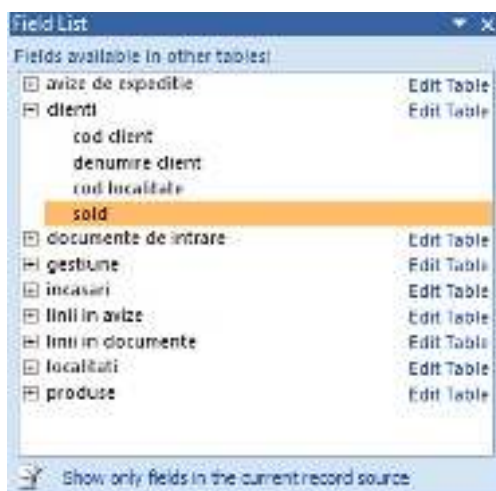 Field List
Fields available in other tables:
avize de expeditie Edit Table
clienti Edit Table
cod client
denumire client
cod localitate
sold
documente de intrare Edit Table
gestiune Edit Table
incasari Edit Table
linii in avize Edit Table
linii in documente Edit Table
localitati Edit Table
produse Edit Table
Show only fields in the current record source